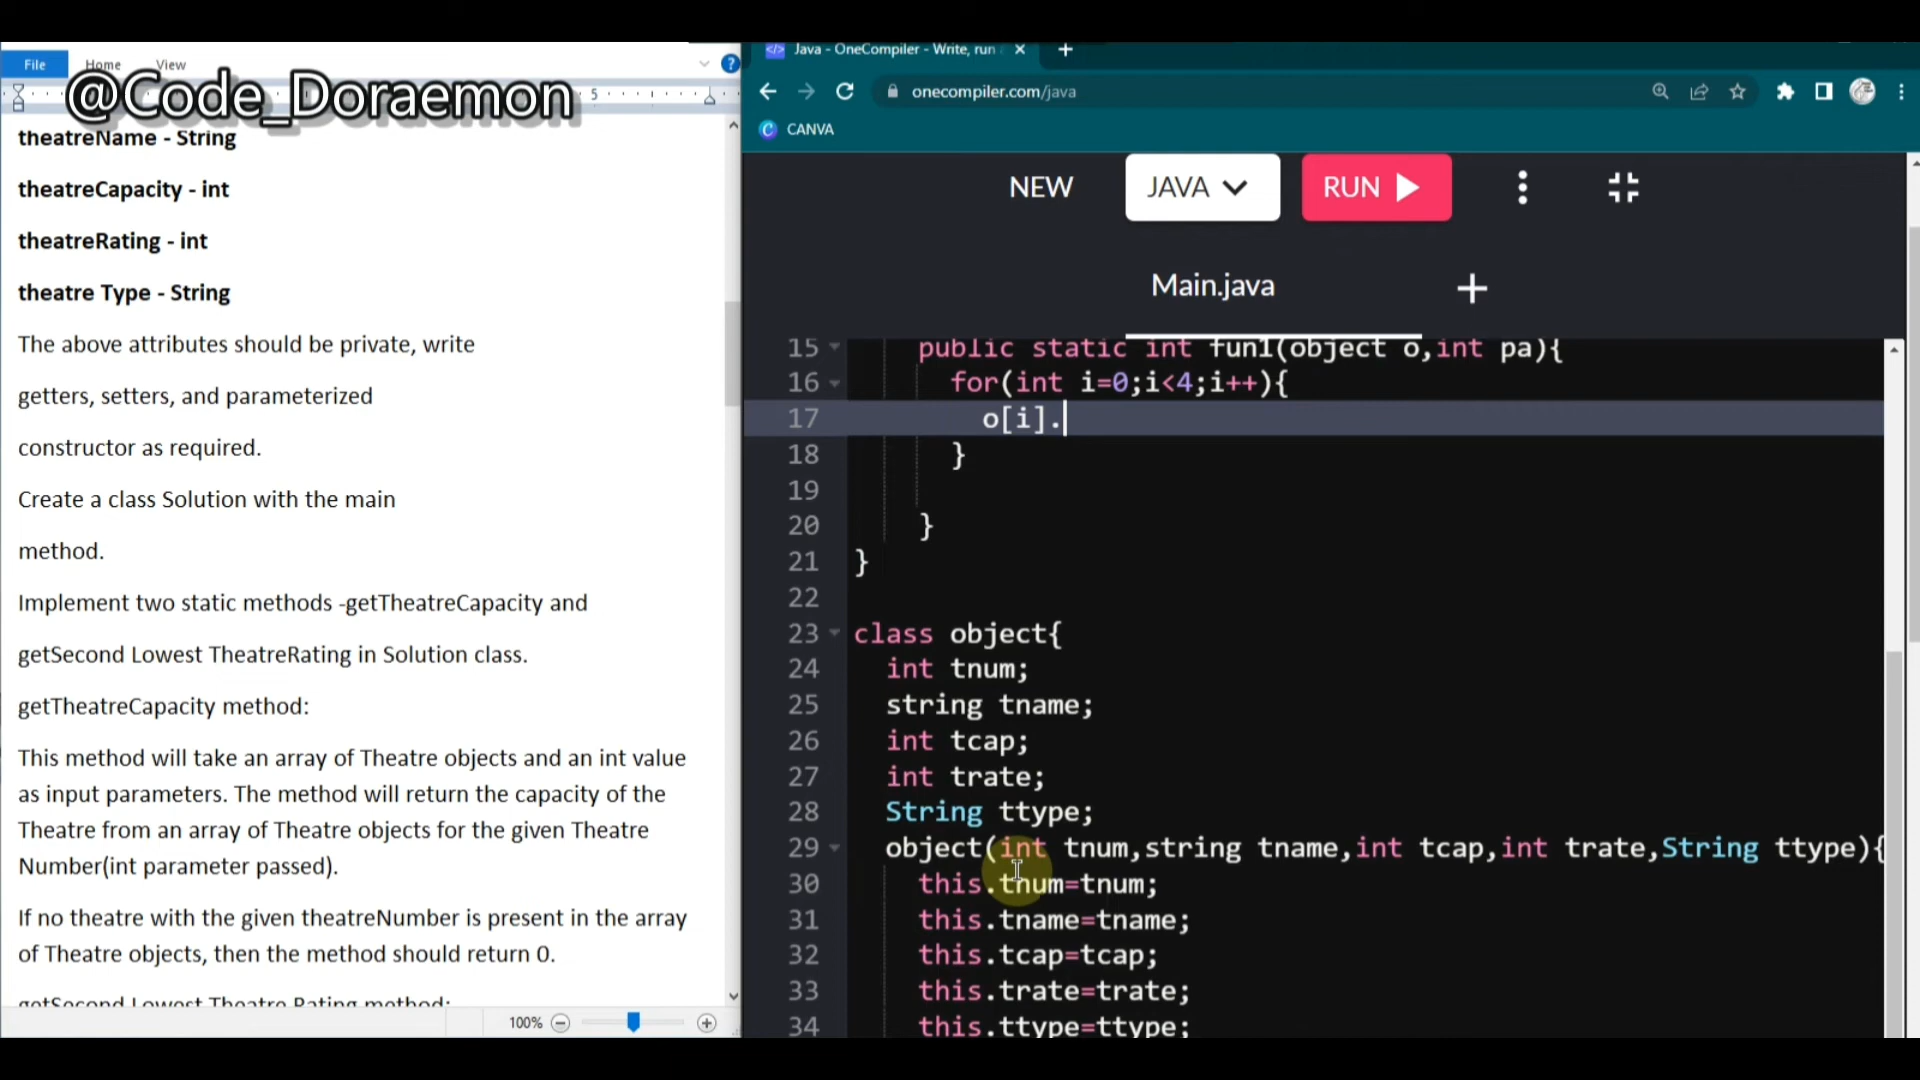 File Home View ?
@Code_Doraemon 5
theatreName - String
theatreCapacity - int
theatreRating - int
theatre Type - String
The above attributes should be private, write
getters, setters, and parameterized
constructor as required.
Create a class Solution with the main
method.
Implement two static methods -getTheatreCapacity and
getSecond Lowest TheatreRating in Solution class.
getTheatreCapacity method:
This method will take an array of Theatre objects and an int value
as input parameters. The method will return the capacity of the
Theatre from an array of Theatre objects for the given Theatre
Number(int parameter passed).
If no theatre with the given theatreNumber is present in the array
of Theatre objects, then the method should return 0.
getSecond Lowest Theatre Rating method:
100%
</> Java - OneCompiler - Write, run
onecompiler.com/java
C CANVA
NEW JAVA RUN
Main.java
15 public static int fun1(object o,int pa){
16 for(int i=0;i<4;i++){
17 o[i].
18 }
19
20 }
21 }
22
23 class object{
24 int tnum;
25 string tname;
26 int tcap;
27 int trate;
28 String ttype;
29 object(int tnum,string tname,int tcap,int trate,String ttype){
30 this.tnum=tnum;
31 this.tname=tname;
32 this.tcap=tcap;
33 this.trate=trate;
34 this.ttype=ttype;